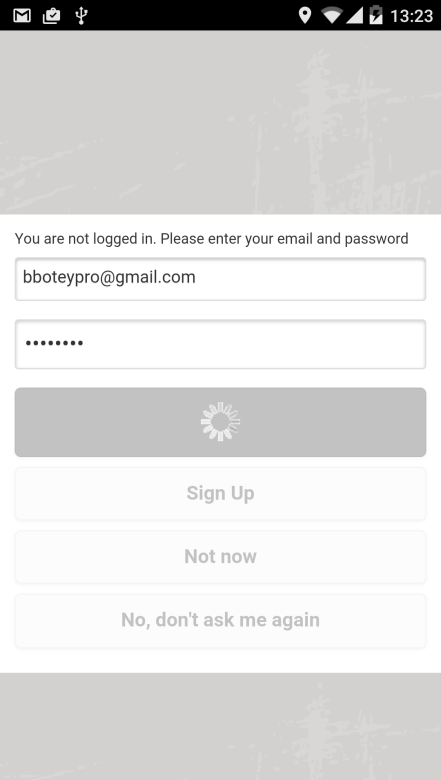 13:23
You are not logged in. Please enter your email and password
bboteypro@gmail.com
••••••••
Sign Up
Not now
No, don't ask me again